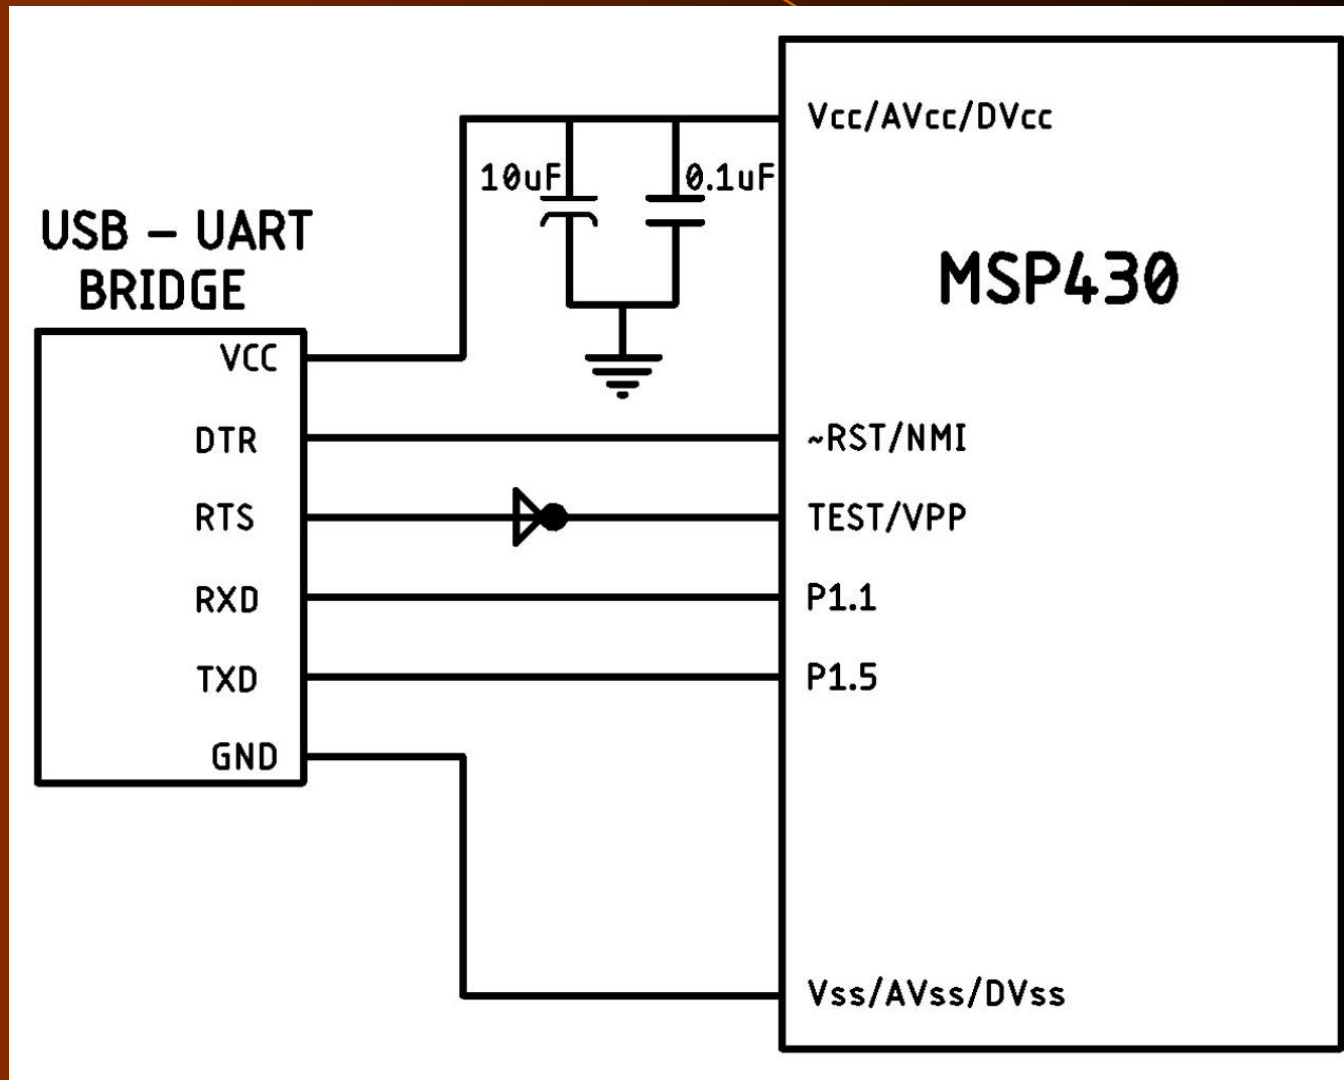 USB – UART
BRIDGE
VCC
DTR
RTS
RXD
TXD
GND
10uF
0.1uF
MSP430
Vcc/AVcc/DVcc
~RST/NMI
TEST/VPP
P1.1
P1.5
Vss/AVss/DVss